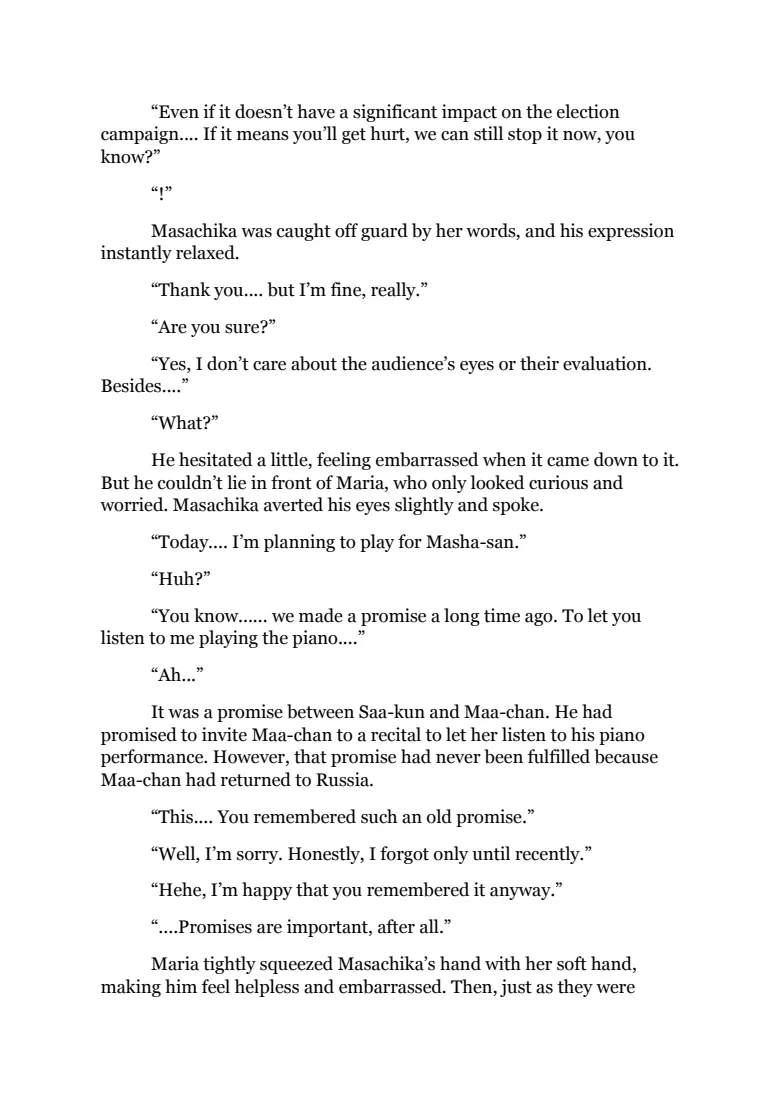 “Even if it doesn’t have a significant impact on the election
campaign.... If it means you’ll get hurt, we can still stop it now, you
know?”
“!”
Masachika was caught off guard by her words, and his expression
instantly relaxed.
“Thank you.... but I’m fine, really.”
“Are you sure?”
“Yes, I don’t care about the audience’s eyes or their evaluation.
Besides....”
“What?”
He hesitated a little, feeling embarrassed when it came down to it.
But he couldn’t lie in front of Maria, who only looked curious and
worried. Masachika averted his eyes slightly and spoke.
“Today.... I’m planning to play for Masha-san.”
“Huh?”
“You know...... we made a promise a long time ago. To let you
listen to me playing the piano....”
“Ah...”
It was a promise between Saa-kun and Maa-chan. He had
promised to invite Maa-chan to a recital to let her listen to his piano
performance. However, that promise had never been fulfilled because
Maa-chan had returned to Russia.
“This.... You remembered such an old promise.”
“Well, I’m sorry. Honestly, I forgot only until recently.”
“Hehe, I’m happy that you remembered it anyway.”
“....Promises are important, after all.”
Maria tightly squeezed Masachika’s hand with her soft hand,
making him feel helpless and embarrassed. Then, just as they were